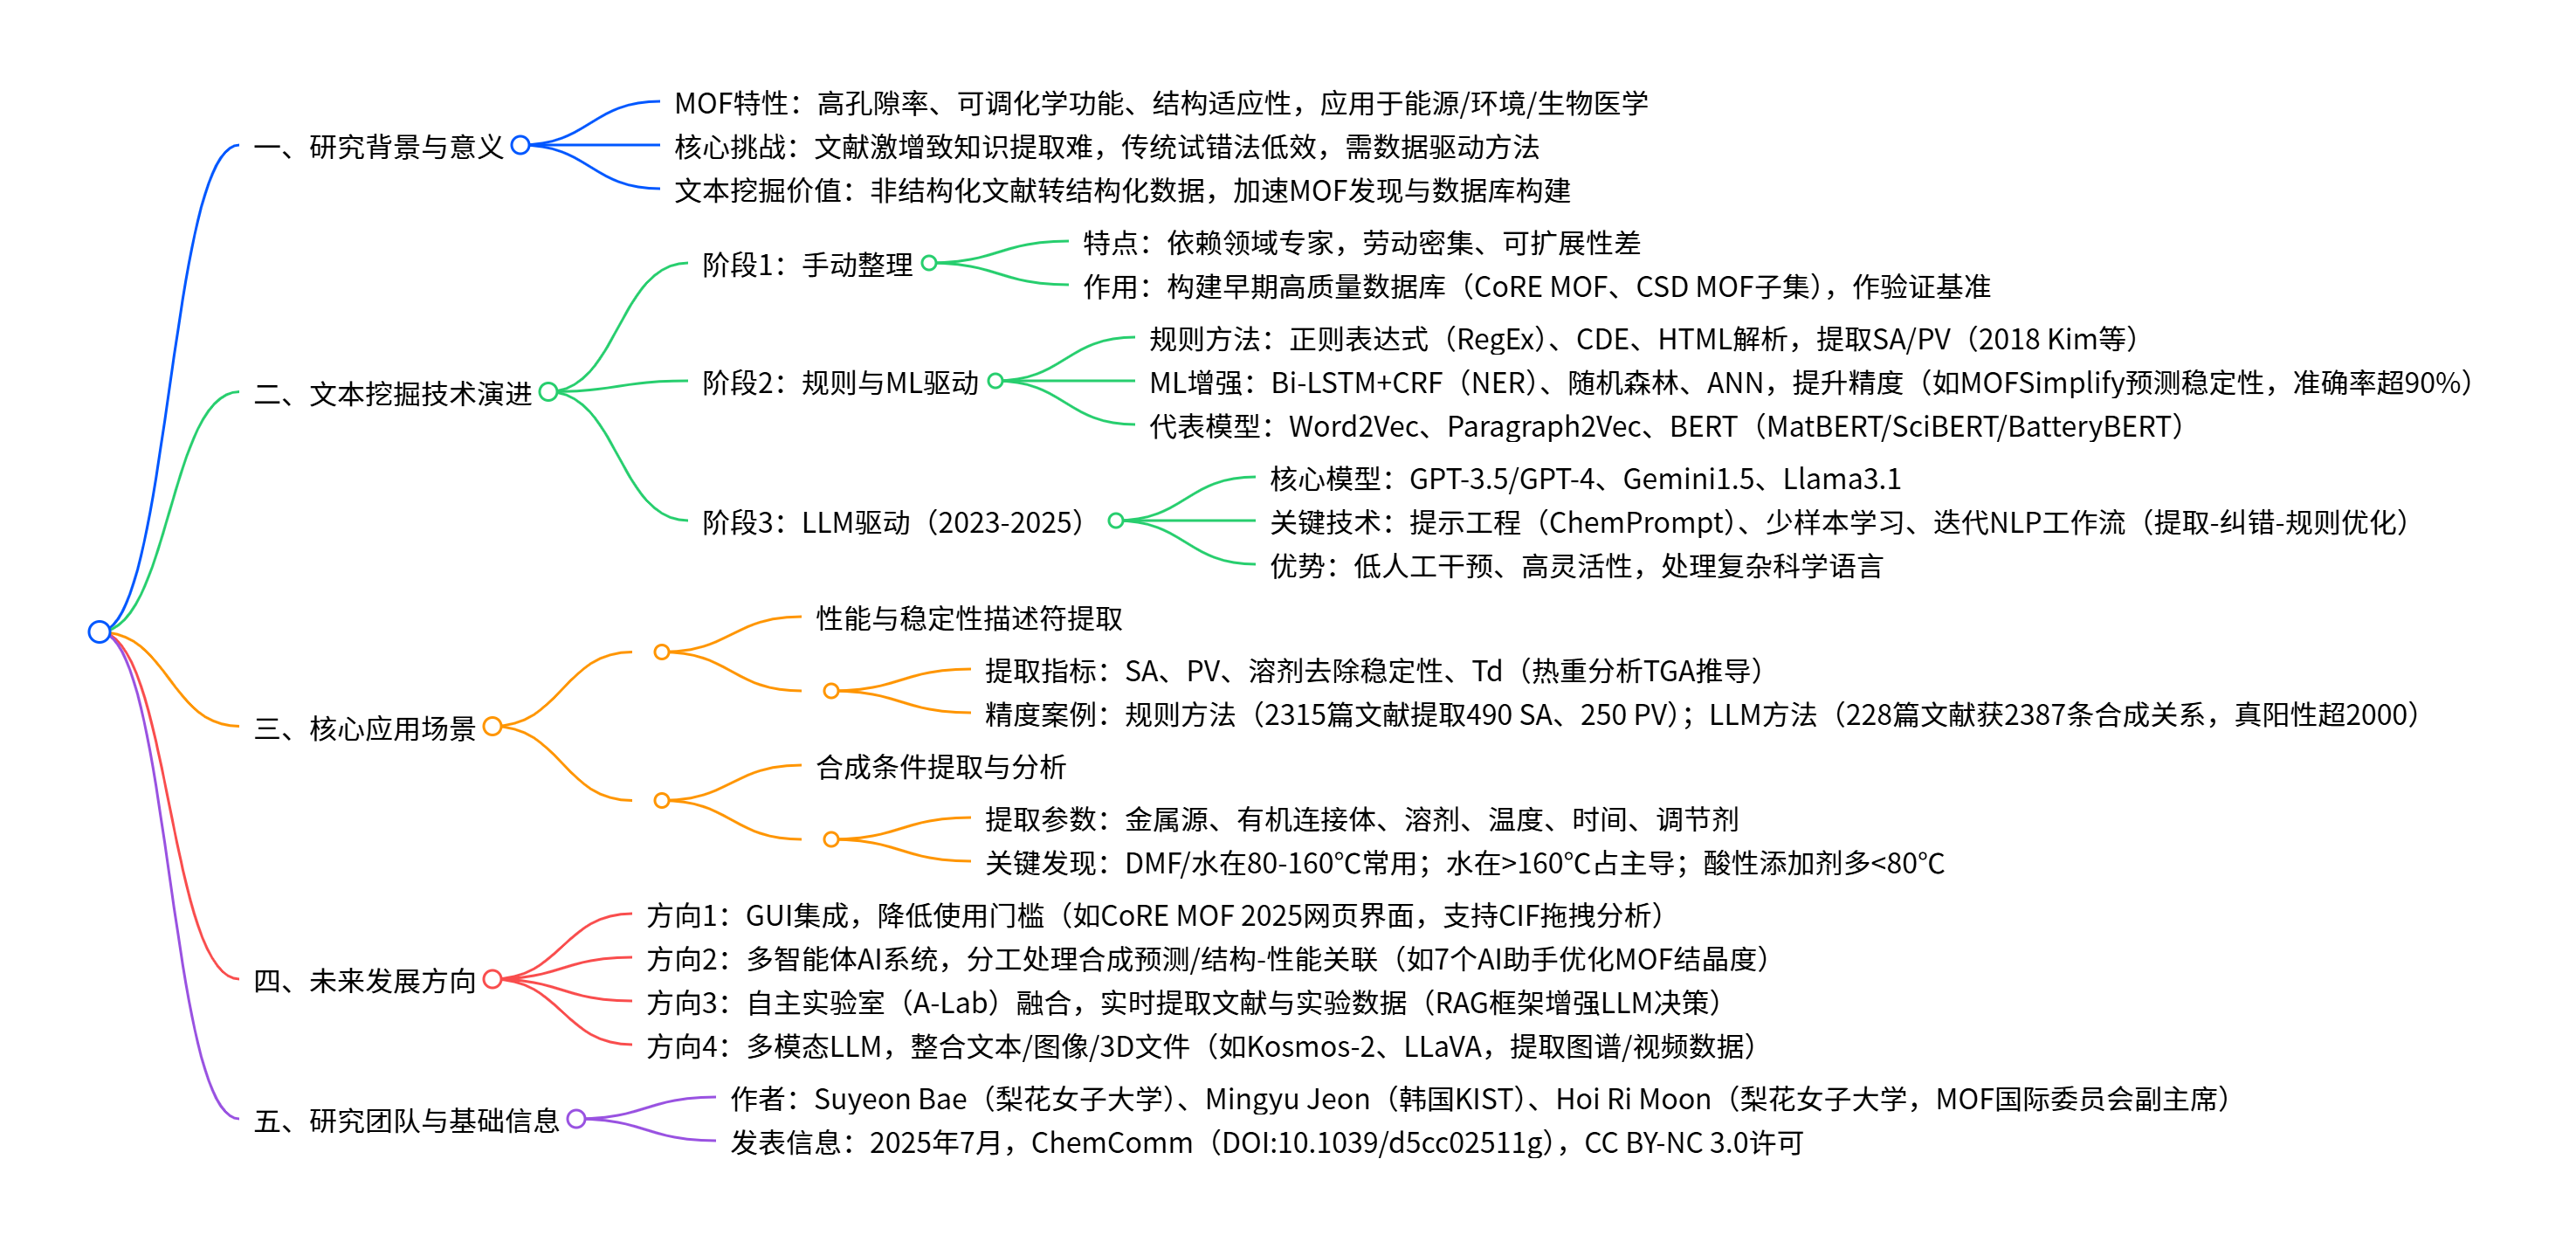 一、研究背景与意义
MOF特性：高孔隙率、可调化学功能、结构适应性，应用于能源/环境/生物医学
核心挑战：文献激增致知识提取难，传统试错法低效，需数据驱动方法
文本挖掘价值：非结构化文献转结构化数据，加速MOF发现与数据库构建
二、文本挖掘技术演进
阶段1：手动整理
特点：依赖领域专家，劳动密集、可扩展性差
作用：构建早期高质量数据库（CoRE MOF、CSD MOF子集），作验证基准
阶段2：规则与ML驱动
规则方法：正则表达式（RegEx）、CDE、HTML解析，提取SA/PV（2018 Kim等）
ML增强：Bi-LSTM+CRF（NER）、随机森林、ANN，提升精度（如MOFSimplify预测稳定性，准确率超90%）
代表模型：Word2Vec、Paragraph2Vec、BERT（MatBERT/SciBERT/BatteryBERT）
阶段3：LLM驱动（2023-2025）
核心模型：GPT-3.5/GPT-4、Gemini1.5、Llama3.1
关键技术：提示工程（ChemPrompt）、少样本学习、迭代NLP工作流（提取-纠错-规则优化）
优势：低人工干预、高灵活性，处理复杂科学语言
三、核心应用场景
性能与稳定性描述符提取
提取指标：SA、PV、溶剂去除稳定性、Td（热重分析TGA推导）
精度案例：规则方法（2315篇文献提取490 SA、250 PV）；LLM方法（228篇文献获2387条合成关系，真阳性超2000）
合成条件提取与分析
提取参数：金属源、有机连接体、溶剂、温度、时间、调节剂
关键发现：DMF/水在80-160℃常用；水在>160℃占主导；酸性添加剂多<80℃
四、未来发展方向
方向1：GUI集成，降低使用门槛（如CoRE MOF 2025网页界面，支持CIF拖拽分析）
方向2：多智能体AI系统，分工处理合成预测/结构-性能关联（如7个AI助手优化MOF结晶度）
方向3：自主实验室（A-Lab）融合，实时提取文献与实验数据（RAG框架增强LLM决策）
方向4：多模态LLM，整合文本/图像/3D文件（如Kosmos-2、LLaVA，提取图谱/视频数据）
五、研究团队与基础信息
作者：Suyeon Bae（梨花女子大学）、Mingyu Jeon（韩国KIST）、Hoi Ri Moon（梨花女子大学，MOF国际委员会副主席）
发表信息：2025年7月，ChemComm（DOI:10.1039/d5cc02511g），CC BY-NC 3.0许可